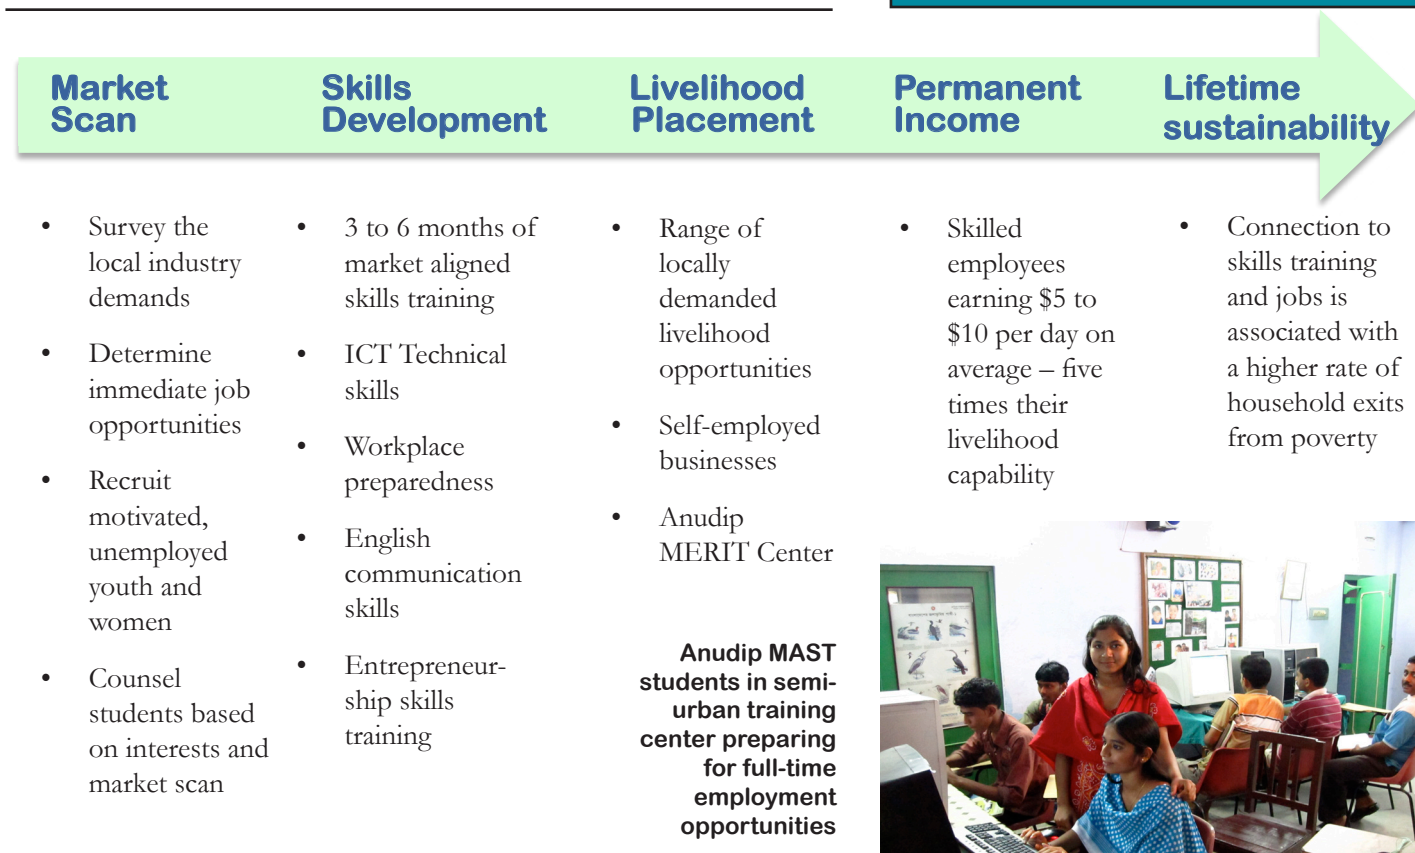 Market
Scan
Skills
Development
Livelihood
Placement
Permanent
Income
Lifetime
sustainability
• Survey the
local industry
demands
• Determine
immediate job
opportunities
• Recruit
motivated,
unemployed
youth and
women
• Counsel
students based
on interests and
market scan
• 3 to 6 months of
market aligned
skills training
• ICT Technical
skills
• Workplace
preparedness
• English
communication
skills
• Entrepreneur-
ship skills
training
• Range of
locally
demanded
livelihood
opportunities
• Self-employed
businesses
• Anudip
MERIT Center
• Skilled
employees
earning $5 to
$10 per day on
average – five
times their
livelihood
capability
• Connection to
skills training
and jobs is
associated with
a higher rate of
household exits
from poverty
Anudip MAST
students in semi-
urban training
center preparing
for full-time
employment
opportunities